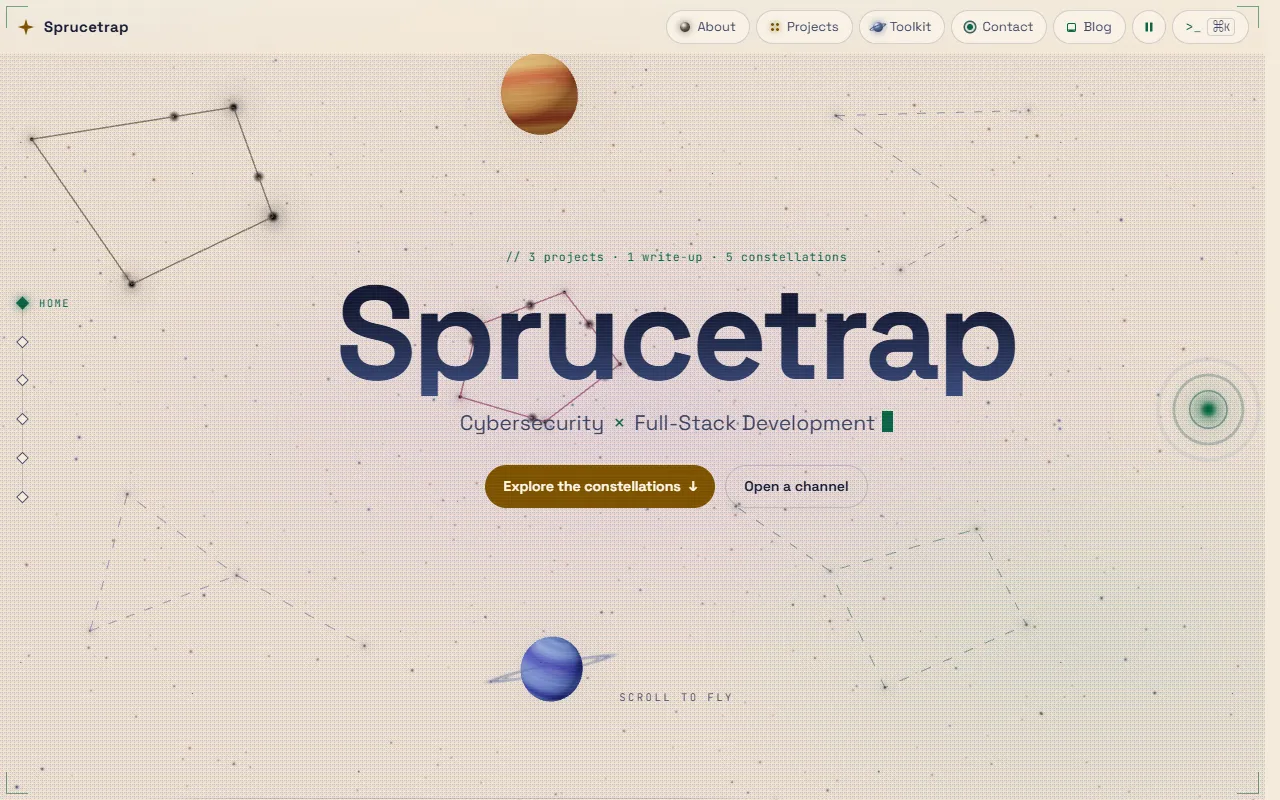 Sprucetrap
About
Projects
Toolkit
Contact
Blog
>_ ⌘K
// 3 projects · 1 write-up · 5 constellations
HOME
Sprucetrap
Cybersecurity × Full-Stack Development
Explore the constellations ↓
Open a channel
SCROLL TO FLY